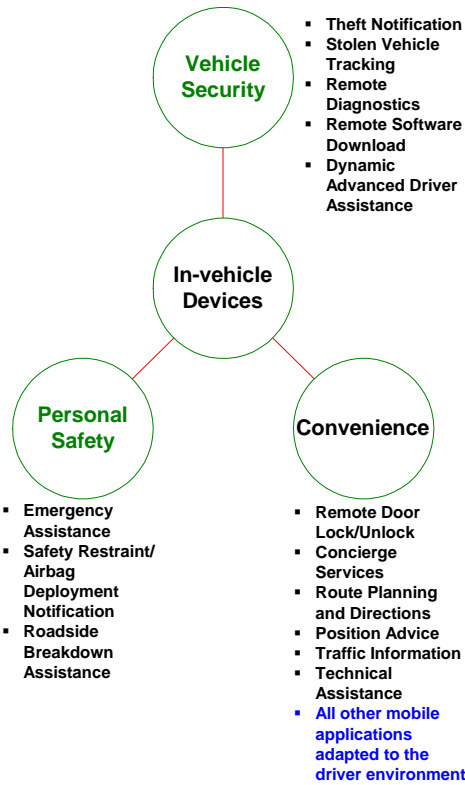 Vehicle
Security
▪ Theft Notification
▪ Stolen Vehicle
Tracking
▪ Remote
Diagnostics
▪ Remote Software
Download
▪ Dynamic
Advanced Driver
Assistance
In-vehicle
Devices
Personal
Safety
▪ Emergency
Assistance
▪ Safety Restraint/
Airbag
Deployment
Notification
▪ Roadside
Breakdown
Assistance
Convenience
▪ Remote Door
Lock/Unlock
▪ Concierge
Services
▪ Route Planning
and Directions
▪ Position Advice
▪ Traffic Information
▪ Technical
Assistance
▪ All other mobile
applications
adapted to the
driver environment